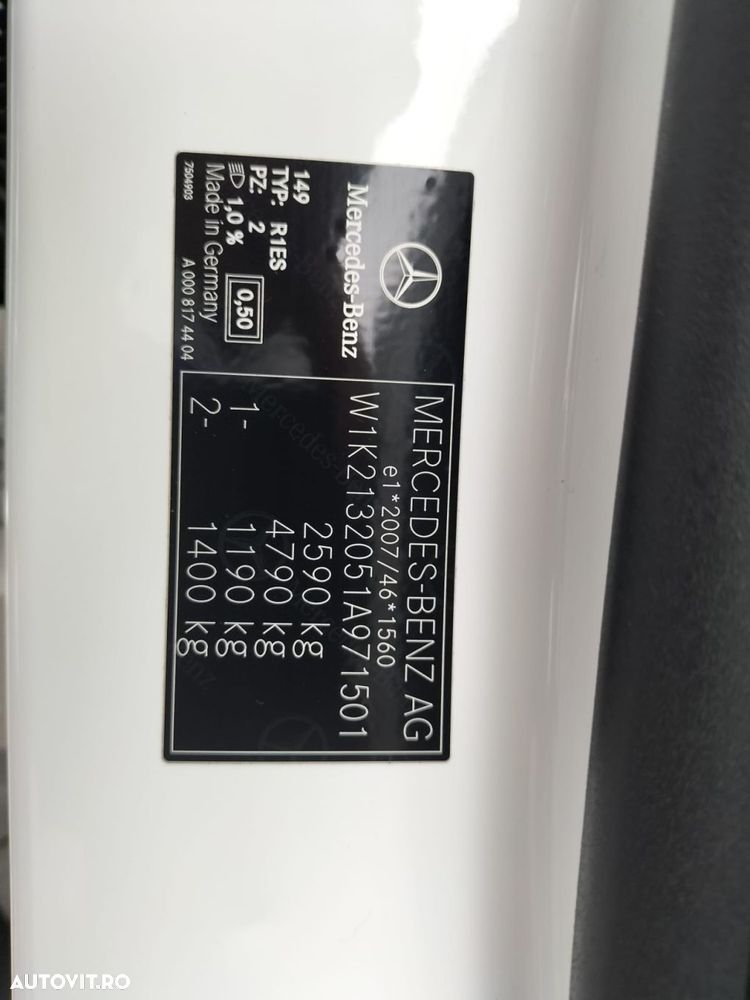 Mercedes-Benz
149
TYP: R1ES
PZ: 2
1,0 %
0,50
Made in Germany
7504903
A 000 817 44 04
MERCEDES-BENZ AG
e1*2007/46*1560
W1K2132051A971501
2590 kg
4790 kg
1- 1190 kg
2- 1400 kg
AUTOVIT.RO